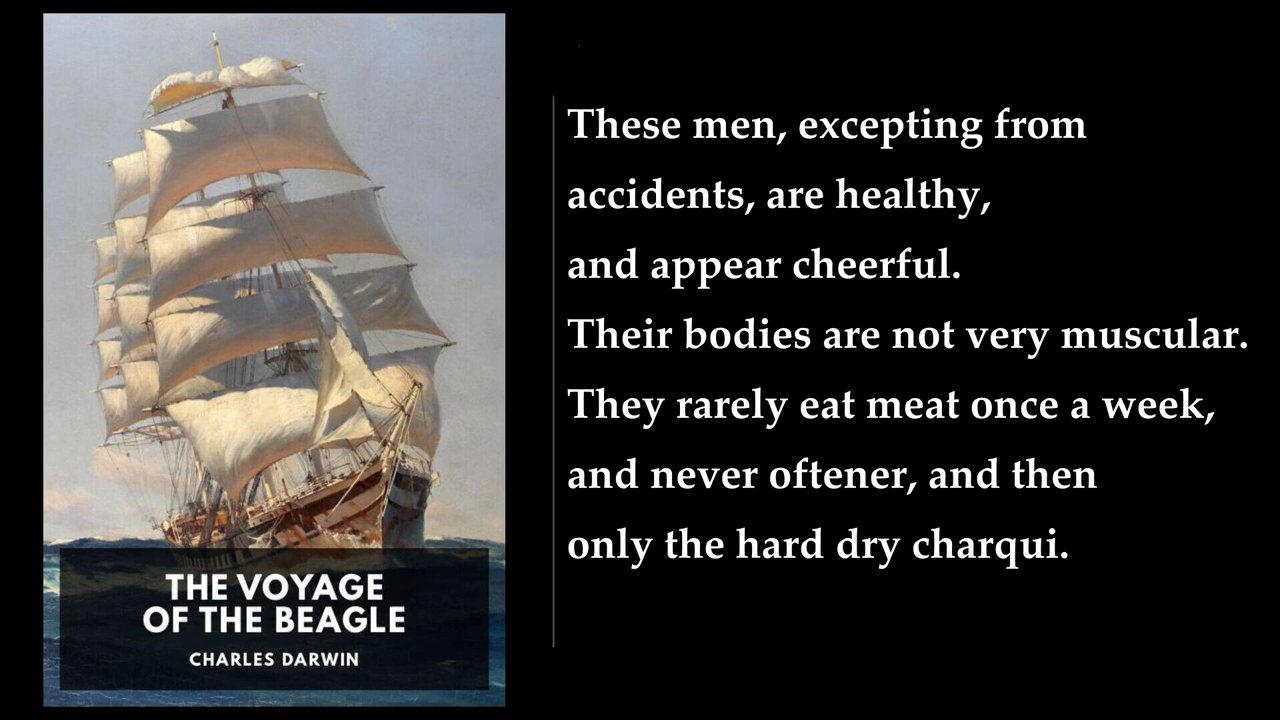 THE VOYAGE
OF THE BEAGLE
CHARLES DARWIN
These men, excepting from
accidents, are healthy,
and appear cheerful.
Their bodies are not very muscular.
They rarely eat meat once a week,
and never oftener, and then
only the hard dry charqui.